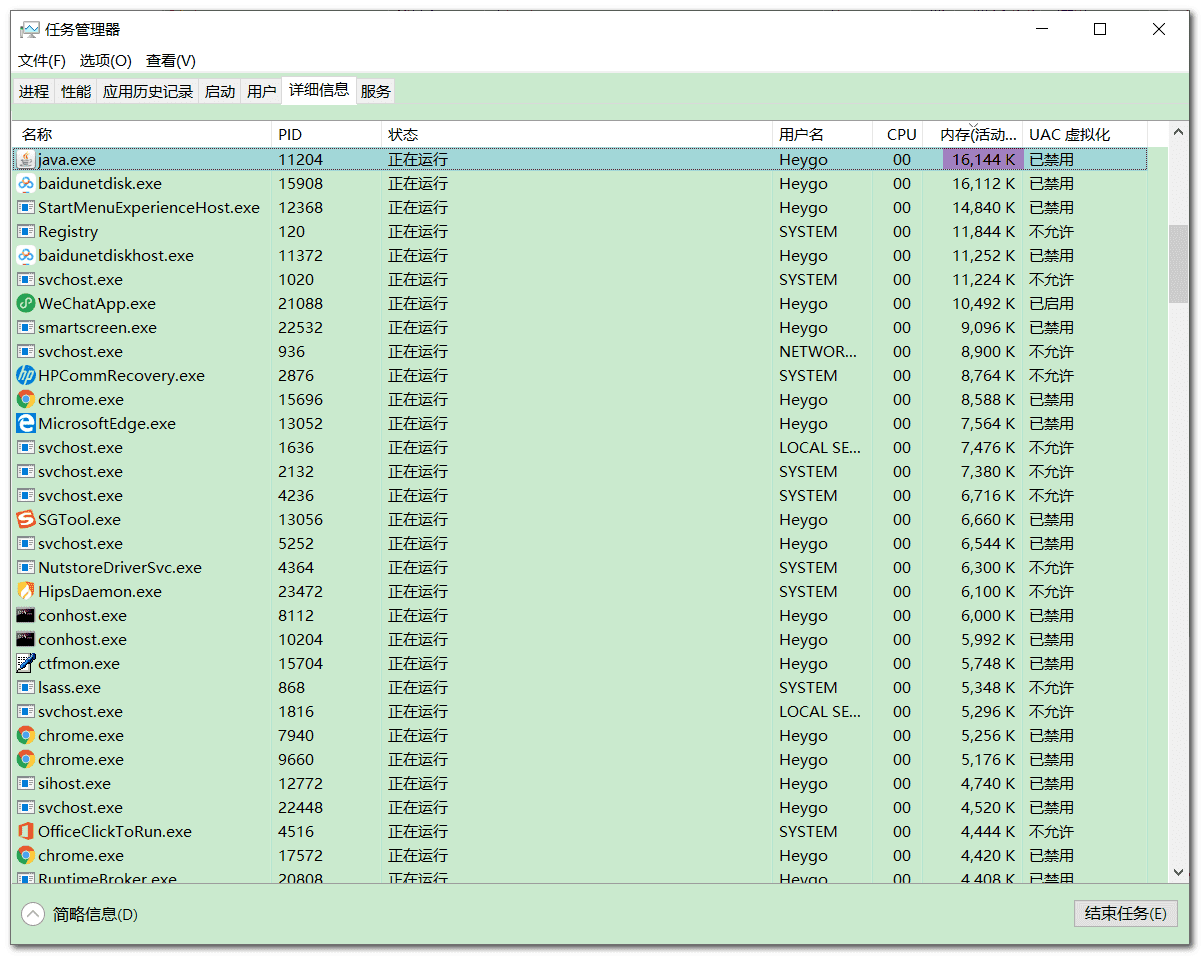 任务管理器
文件(F) 选项(O) 查看(V)
进程 性能 应用历史记录 启动 用户 详细信息 服务
名称 PID 状态 用户名 CPU 内存(活动... UAC 虚拟化
java.exe 11204 正在运行 Heygo 00 16,144 K 已禁用
baidunetdisk.exe 15908 正在运行 Heygo 00 16,112 K 已禁用
StartMenuExperienceHost.exe 12368 正在运行 Heygo 00 14,840 K 已禁用
Registry 120 正在运行 SYSTEM 00 11,844 K 不允许
baidunetdiskhost.exe 11372 正在运行 Heygo 00 11,252 K 已禁用
svchost.exe 1020 正在运行 SYSTEM 00 11,224 K 不允许
WeChatApp.exe 21088 正在运行 Heygo 00 10,492 K 已启用
smartscreen.exe 22532 正在运行 Heygo 00 9,096 K 已禁用
svchost.exe 936 正在运行 NETWOR... 00 8,900 K 不允许
HPCommRecovery.exe 2876 正在运行 SYSTEM 00 8,764 K 不允许
chrome.exe 15696 正在运行 Heygo 00 8,588 K 已禁用
MicrosoftEdge.exe 13052 正在运行 Heygo 00 7,564 K 已禁用
svchost.exe 1636 正在运行 LOCAL SE... 00 7,476 K 不允许
svchost.exe 2132 正在运行 SYSTEM 00 7,380 K 不允许
svchost.exe 4236 正在运行 SYSTEM 00 6,716 K 不允许
SGTool.exe 13056 正在运行 Heygo 00 6,660 K 已禁用
svchost.exe 5252 正在运行 Heygo 00 6,544 K 已禁用
NutstoreDriverSvc.exe 4364 正在运行 SYSTEM 00 6,300 K 不允许
HipsDaemon.exe 23472 正在运行 SYSTEM 00 6,100 K 不允许
conhost.exe 8112 正在运行 Heygo 00 6,000 K 已禁用
conhost.exe 10204 正在运行 Heygo 00 5,992 K 已禁用
ctfmon.exe 15704 正在运行 Heygo 00 5,748 K 已禁用
lsass.exe 868 正在运行 SYSTEM 00 5,348 K 不允许
svchost.exe 1816 正在运行 LOCAL SE... 00 5,296 K 不允许
chrome.exe 7940 正在运行 Heygo 00 5,256 K 已禁用
chrome.exe 9660 正在运行 Heygo 00 5,176 K 已禁用
sihost.exe 12772 正在运行 Heygo 00 4,740 K 已禁用
svchost.exe 22448 正在运行 Heygo 00 4,520 K 已禁用
OfficeClickToRun.exe 4516 正在运行 SYSTEM 00 4,444 K 不允许
chrome.exe 17572 正在运行 Heygo 00 4,420 K 已禁用
RuntimeBroker.exe 20808 正在运行 Heygo 00 4,408 K 已禁用
简略信息(D) 结束任务(E)